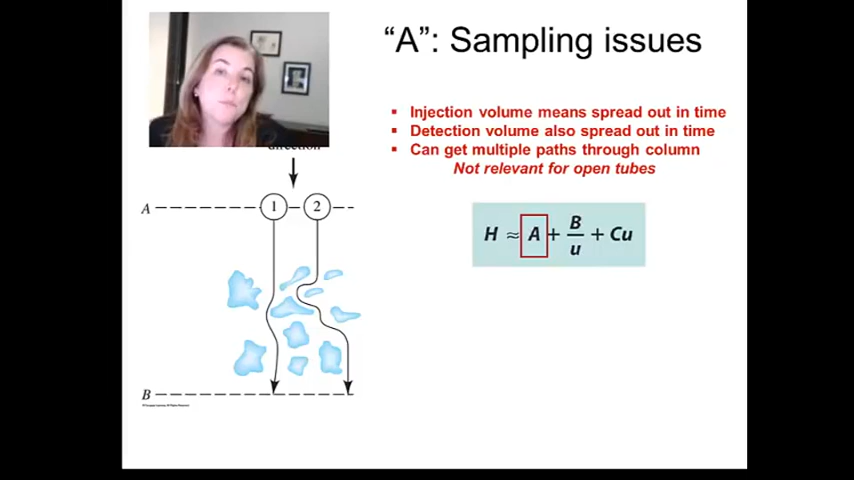 “A”: Sampling issues
▪ Injection volume means spread out in time
▪ Detection volume also spread out in time
▪ Can get multiple paths through column
Not relevant for open tubes
direction
A
1
2
H ≈ A + B/u + Cu
B